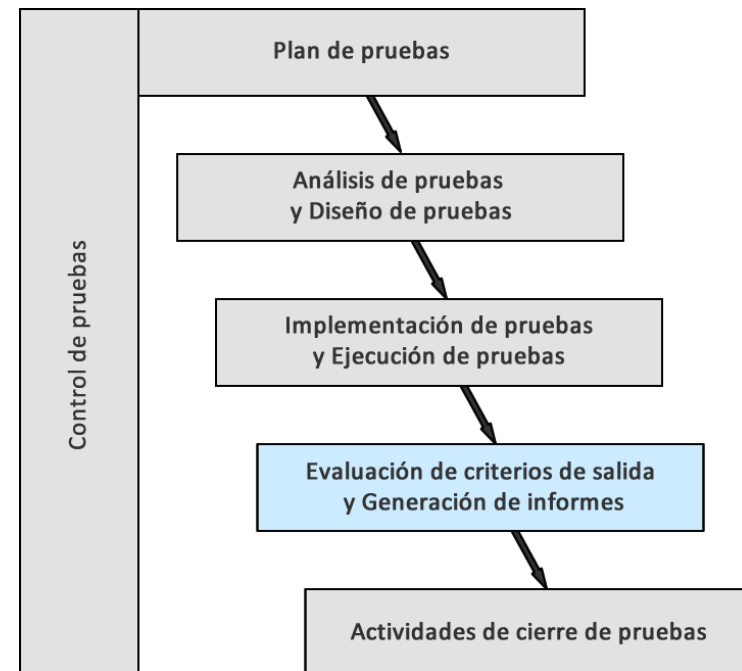 Plan de pruebas
Análisis de pruebas
y Diseño de pruebas
Control de pruebas
Implementación de pruebas
y Ejecución de pruebas
Evaluación de criterios de salida
y Generación de informes
Actividades de cierre de pruebas